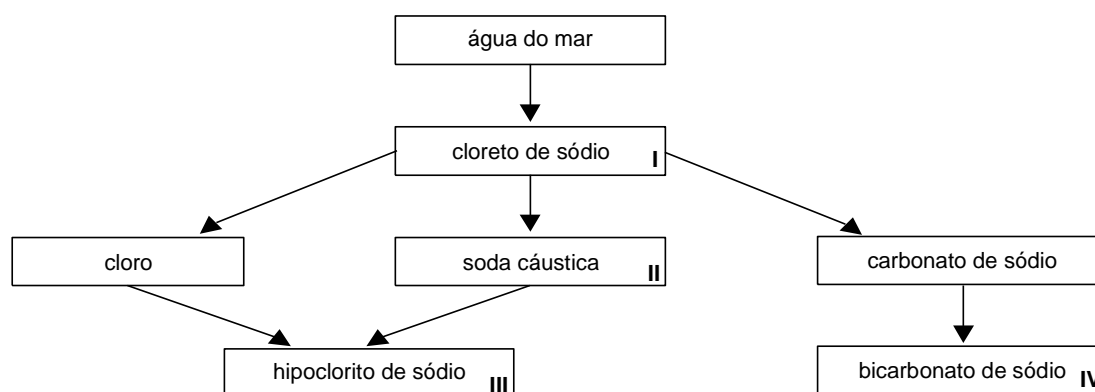 água do mar
cloreto de sódio I
cloro
soda cáustica II
carbonato de sódio
hipoclorito de sódio III
bicarbonato de sódio IV